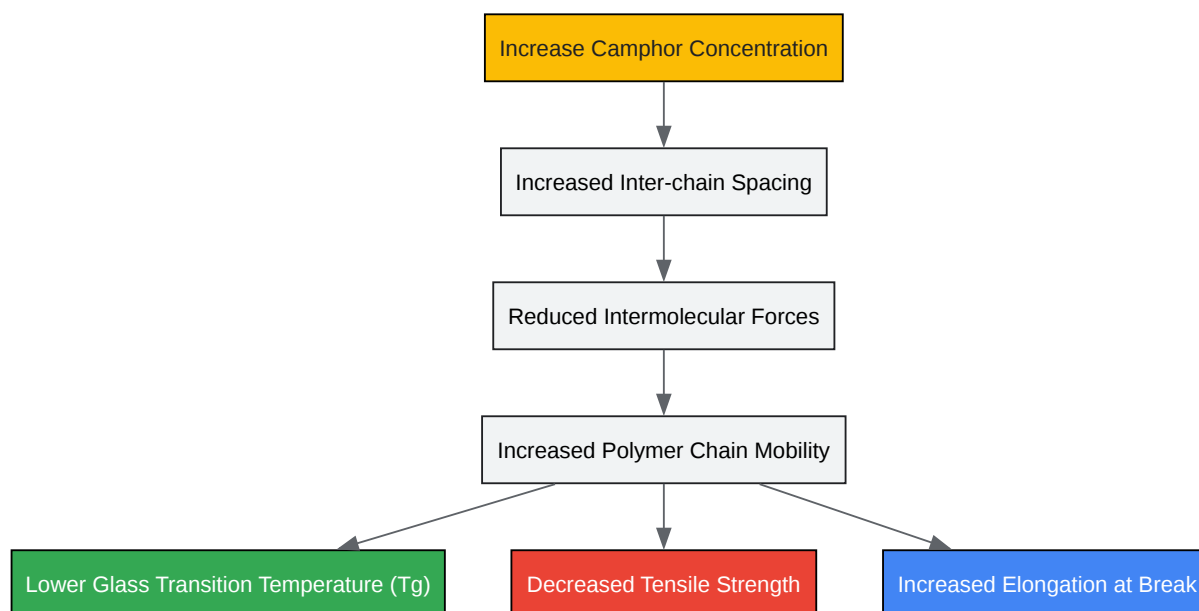 Increase Camphor Concentration
Increased Inter-chain Spacing
Reduced Intermolecular Forces
Increased Polymer Chain Mobility
Lower Glass Transition Temperature (Tg)
Decreased Tensile Strength
Increased Elongation at Break